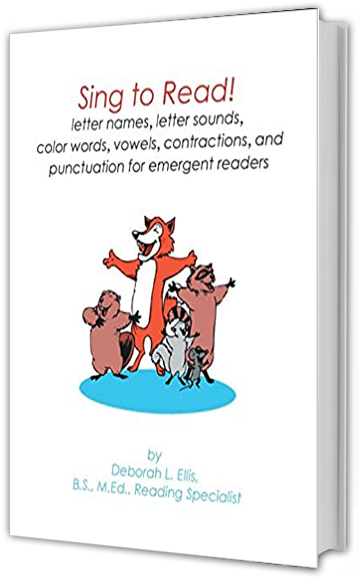 Sing to Read!
letter names, letter sounds,
color words, vowels, contractions, and
punctuation for emergent readers
by
Deborah L. Ellis,
B.S., M.Ed., Reading Specialist